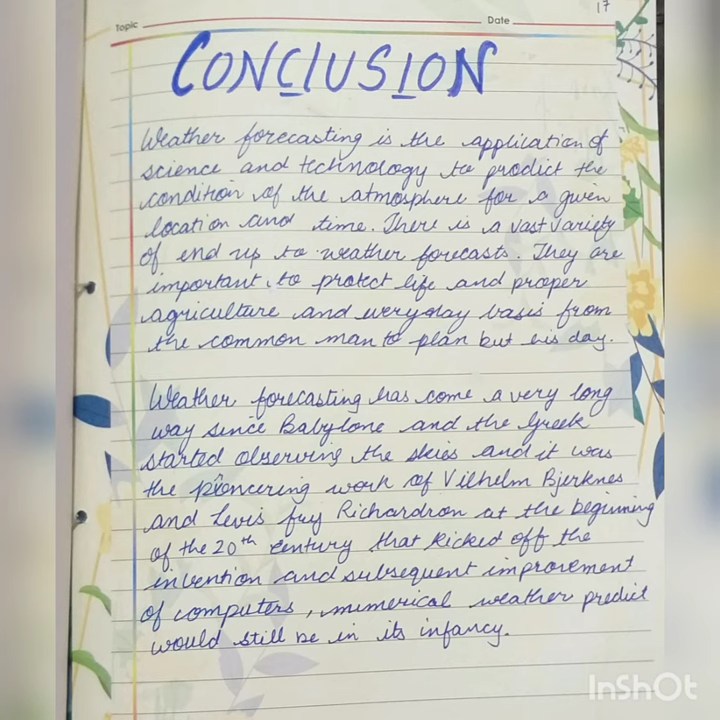 17
Topic
Date
CONCLUSION
Weather forecasting is the application of
science and technology to prodict the
condition of the atmosphere for a given
location and time. There is a vast variety
of end up to weather forecasts. They are
important to protect life and proper
agriculture and everyday basis from
the common man to plan but his day.
Weather forecasting has come a very long
way since Babylone and the Greek
started observing the skies and it was
the pioncering work of Vilhelm Bjerknes
and Levis fry Richardron at the beginning
of the 20th century that kicked off the
invention and subsequent improvement
of computers, numerical weather predict
would still be in its infancy.
InShOt